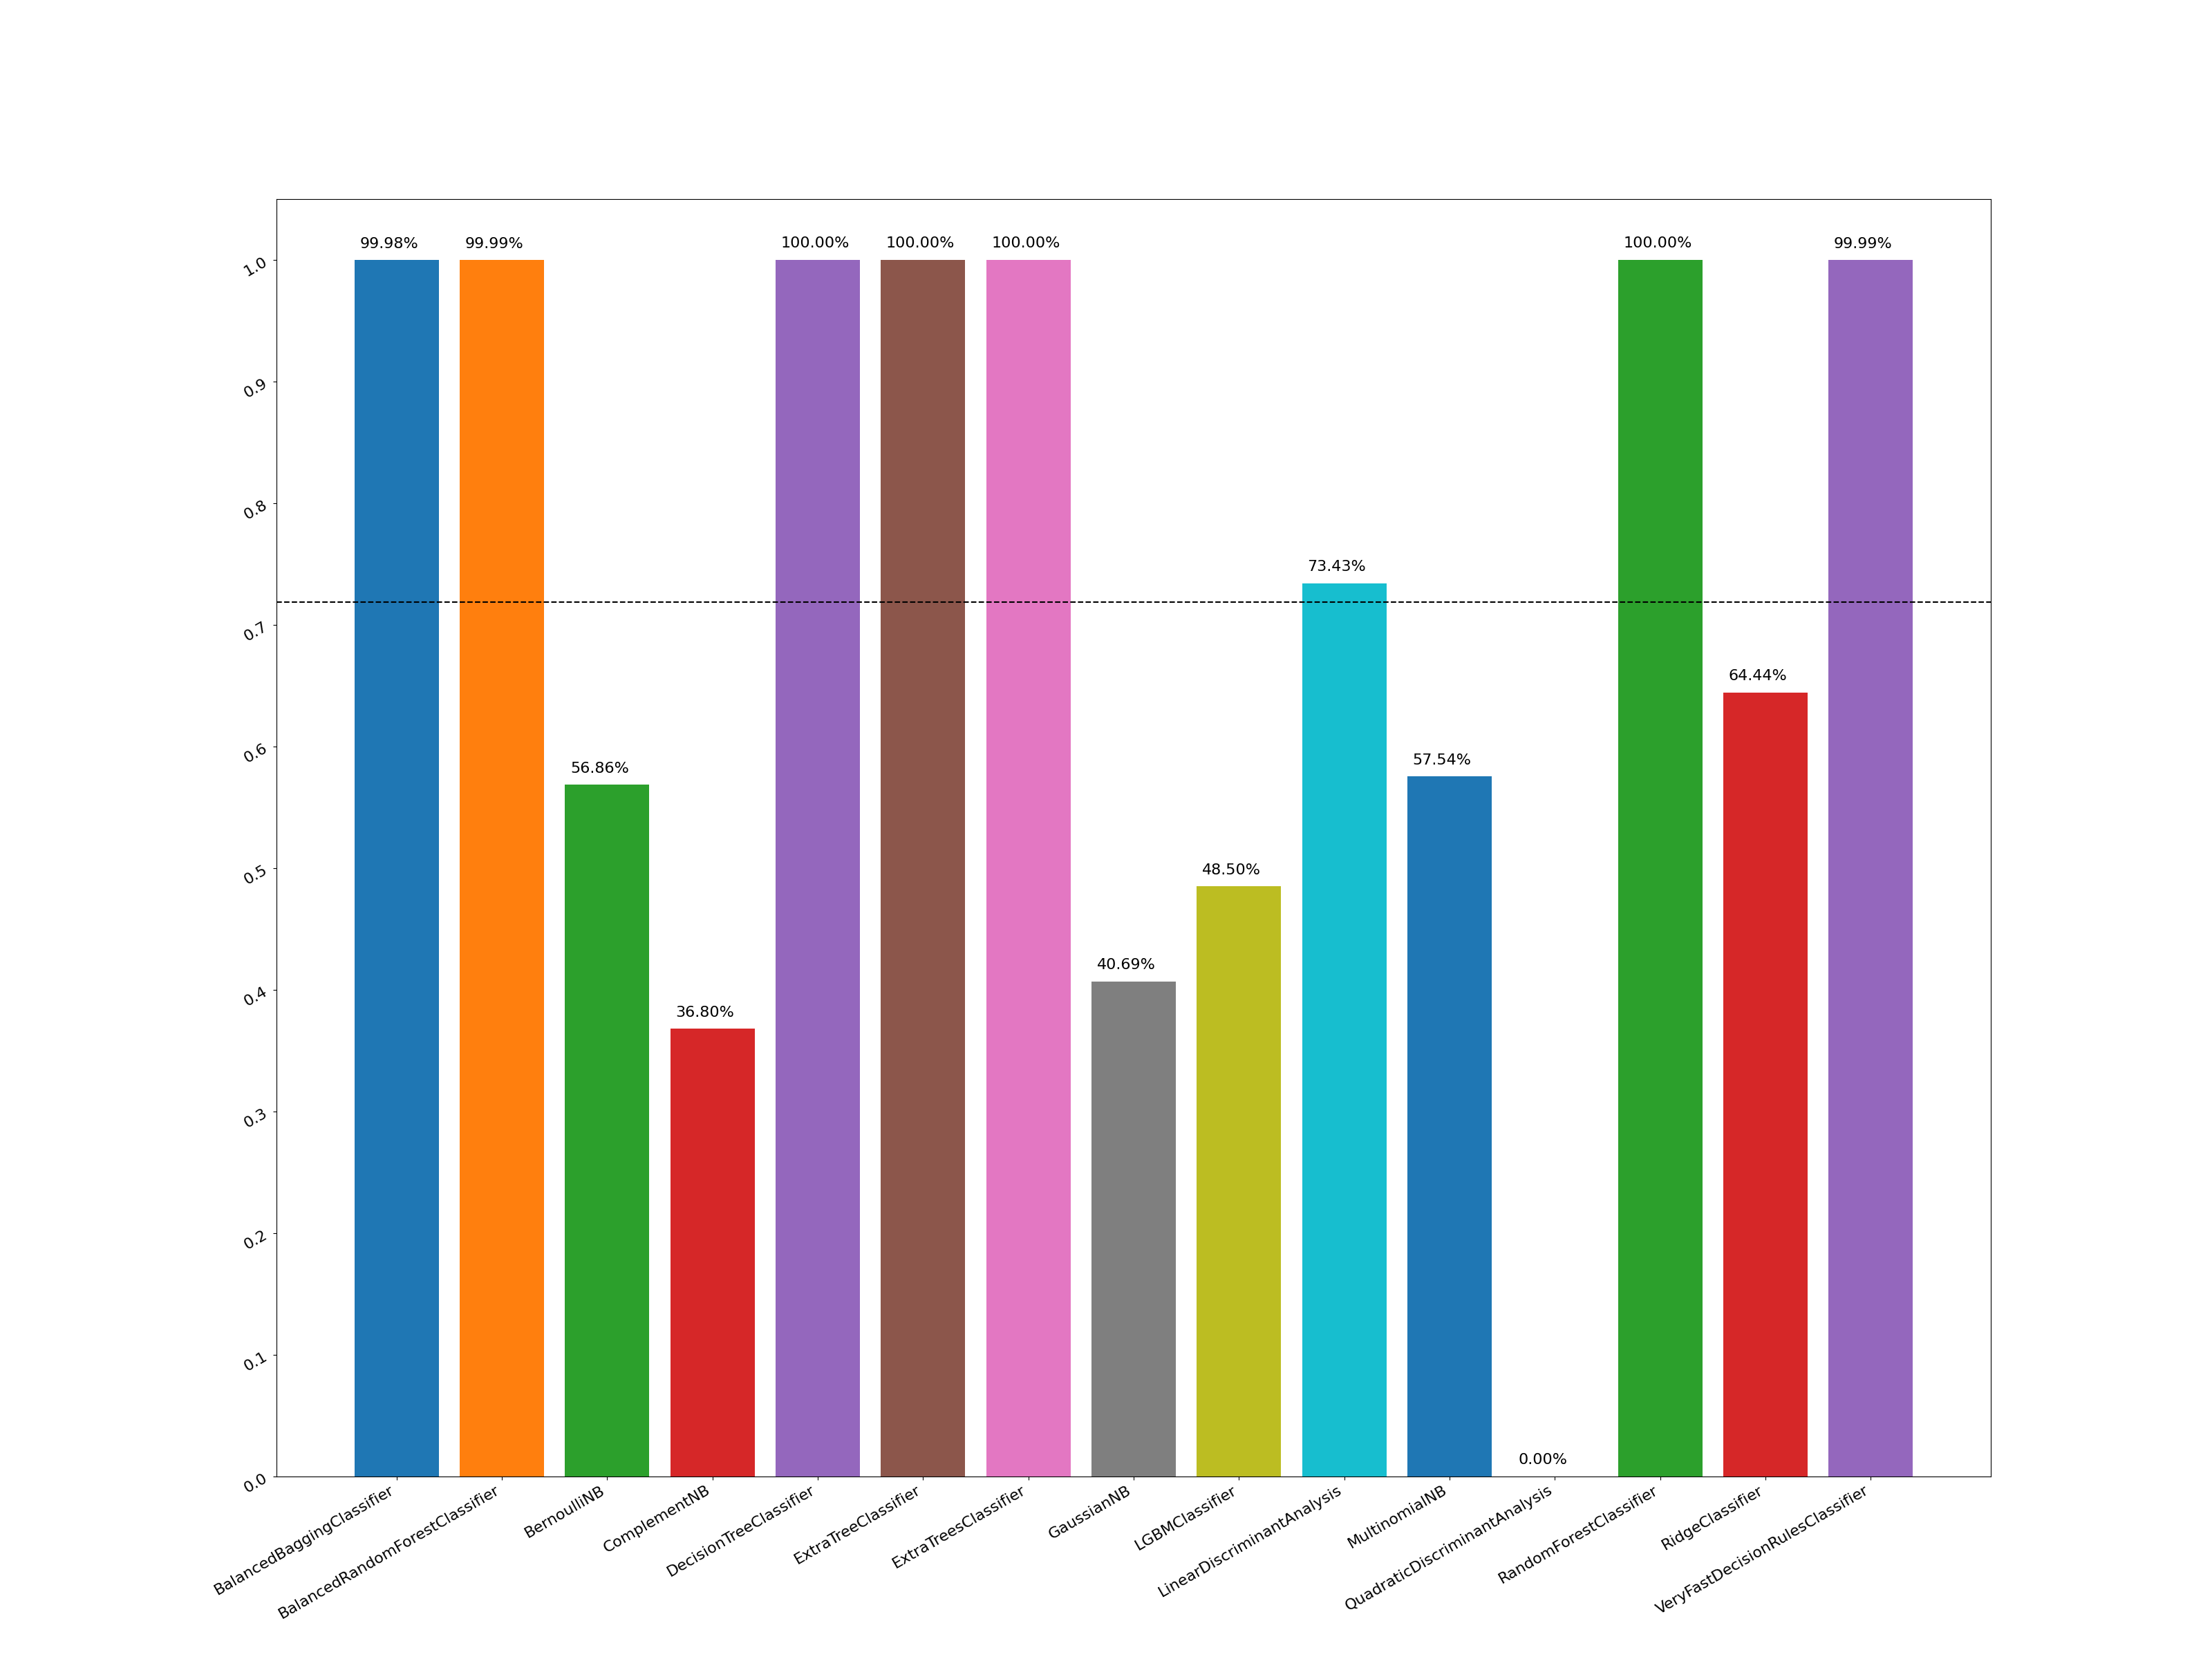 99.98%
99.99%
56.86%
36.80%
100.00%
100.00%
100.00%
40.69%
48.50%
73.43%
57.54%
0.00%
100.00%
64.44%
99.99%
1.0
0.9
0.8
0.7
0.6
0.5
0.4
0.3
0.2
0.1
0.0
BalancedBaggingClassifier
BalancedRandomForestClassifier
BernoulliNB
ComplementNB
DecisionTreeClassifier
ExtraTreeClassifier
ExtraTreesClassifier
GaussianNB
LGBMClassifier
LinearDiscriminantAnalysis
MultinomialNB
QuadraticDiscriminantAnalysis
RandomForestClassifier
RidgeClassifier
VeryFastDecisionRulesClassifier